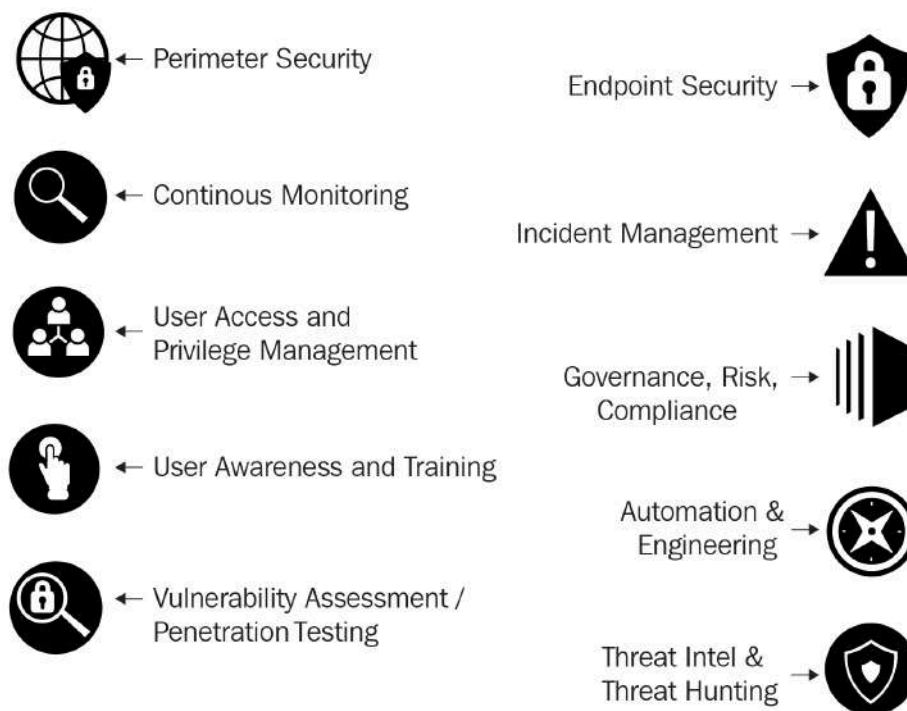 Perimeter Security
Continous Monitoring
User Access and
Privilege Management
User Awareness and Training
Vulnerability Assessment /
Penetration Testing
Endpoint Security
Incident Management
Governance, Risk,
Compliance
Automation &
Engineering
Threat Intel &
Threat Hunting